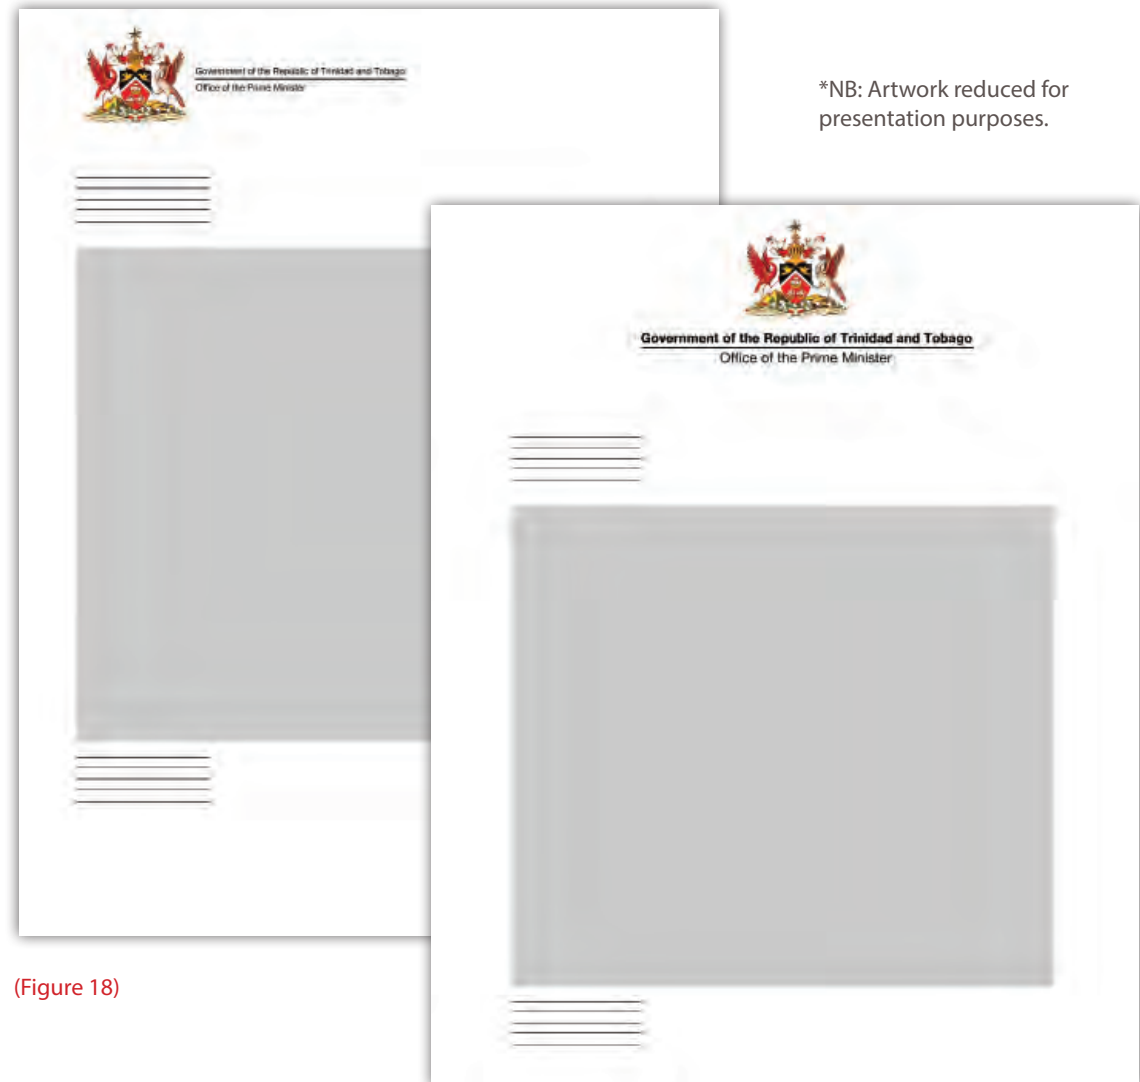 Government of the Republic of Trinidad and Tobago
Office of the Prime Minister
*NB: Artwork reduced for
presentation purposes.
Government of the Republic of Trinidad and Tobago
Office of the Prime Minister
(Figure 18)